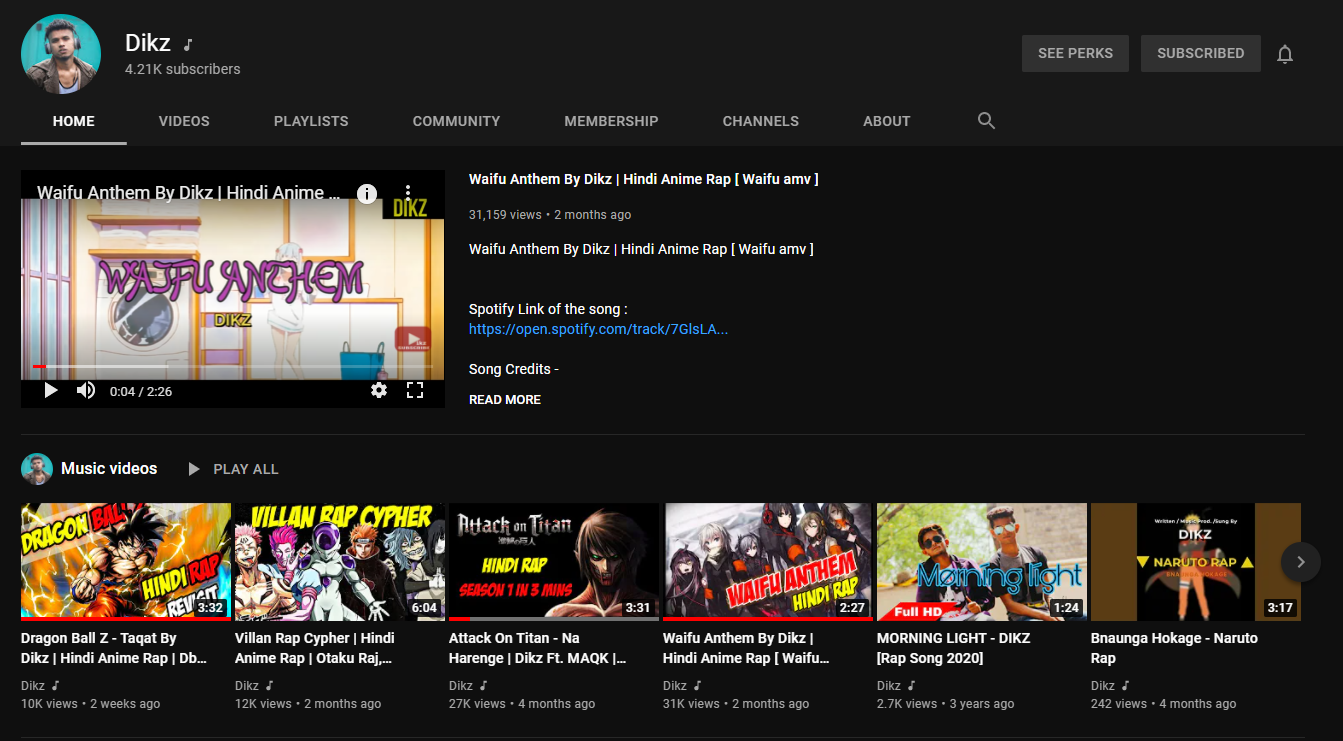 Dikz
4.21K subscribers
SEE PERKS
SUBSCRIBED
HOME
VIDEOS
PLAYLISTS
COMMUNITY
MEMBERSHIP
CHANNELS
ABOUT
Waifu Anthem By Dikz | Hindi Anime ...
DIKZ
WAIFU ANTHEM
DIKZ
0:04 / 2:26
Waifu Anthem By Dikz | Hindi Anime Rap [ Waifu amv ]
31,159 views • 2 months ago
Waifu Anthem By Dikz | Hindi Anime Rap [ Waifu amv ]
Spotify Link of the song :
https://open.spotify.com/track/7GlsLA...
Song Credits -
READ MORE
Music videos
PLAY ALL
DRAGON BALL
HINDI RAP
REVISIT
3:32
Dragon Ball Z - Taqat By
Dikz | Hindi Anime Rap | Db...
Dikz
10K views • 2 weeks ago
VILLAN RAP CYPHER
6:04
Villan Rap Cypher | Hindi
Anime Rap | Otaku Raj,...
Dikz
12K views • 2 months ago
Attack on Titan
進撃の巨人
HINDI RAP
SEASON 1 IN 3 MINS
3:31
Attack On Titan - Na
Harenge | Dikz Ft. MAQK |...
Dikz
27K views • 4 months ago
WAIFU ANTHEM
HINDI RAP
2:27
Waifu Anthem By Dikz |
Hindi Anime Rap [ Waifu...
Dikz
31K views • 2 months ago
Morning light
Full HD
1:24
MORNING LIGHT - DIKZ
[Rap Song 2020]
Dikz
2.7K views • 3 years ago
Written / Music Prod. /Sung By
DIKZ
NARUTO RAP
BNAUNGA HOKAGE
3:17
Bnaunga Hokage - Naruto
Rap
Dikz
242 views • 4 months ago